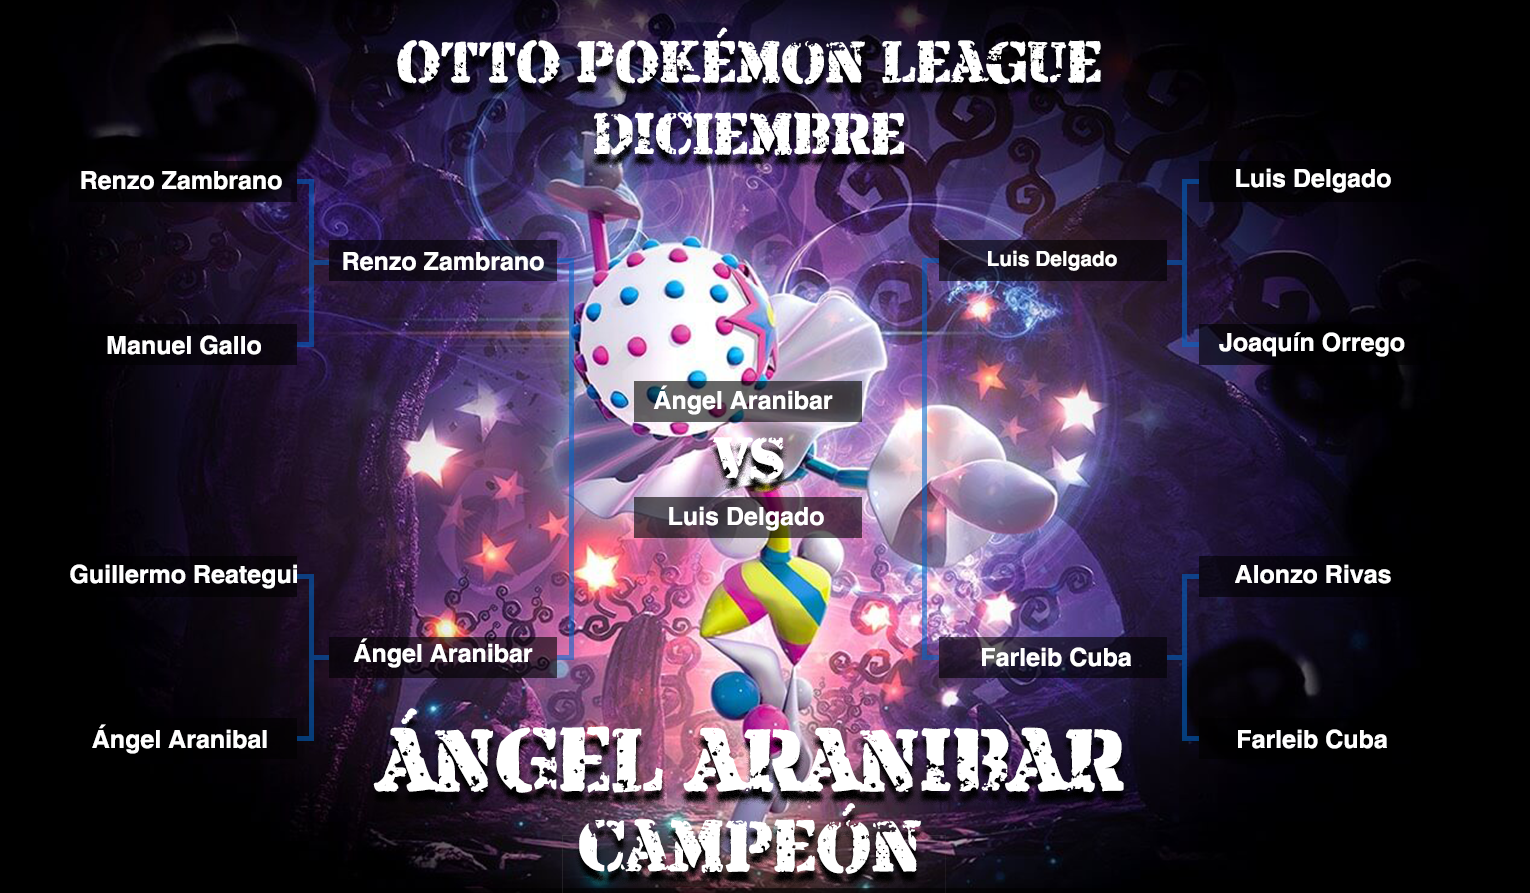 OTTO POKÉMON LEAGUE
DICIEMBRE
Renzo Zambrano
Manuel Gallo
Guillermo Reategui
Ángel Aranibal
Renzo Zambrano
Ángel Aranibar
Ángel Aranibar
VS
Luis Delgado
Luis Delgado
Farleib Cuba
Luis Delgado
Joaquín Orrego
Alonzo Rivas
Farleib Cuba
ÁNGEL ARANIBAR
CAMPEÓN